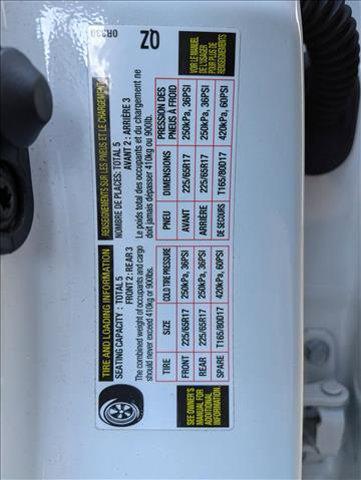 TIRE AND LOADING INFORMATION
SEATING CAPACITY : TOTAL 5
FRONT 2 : REAR 3
The combined weight of occupants and cargo
should never exceed 410kg or 900lbs.
TIRE SIZE COLD TIRE PRESSURE
FRONT 225/65R17 250kPa, 36PSI
REAR 225/65R17 250kPa, 36PSI
SPARE T165/80D17 420kPa, 60PSI
SEE OWNER'S
MANUAL FOR
ADDITIONAL
INFORMATION
RENSEIGNEMENTS SUR LES PNEUS ET LE CHARGEMENT
NOMBRE DE PLACES: TOTAL 5
AVANT 2 : ARRIÈRE 3
Le poids total des occupants et du chargement ne
doit jamais dépasser 410kg ou 900lb.
PNEU DIMENSIONS PRESSION DES
PNEUS À FROID
AVANT 225/65R17 250kPa, 36PSI
ARRIÈRE 225/65R17 250kPa, 36PSI
DE SECOURS T165/80D17 420kPa, 60PSI
VOIR LE MANUEL
DE L'USAGER
POUR PLUS DE
RENSEIGNEMENTS
QZ